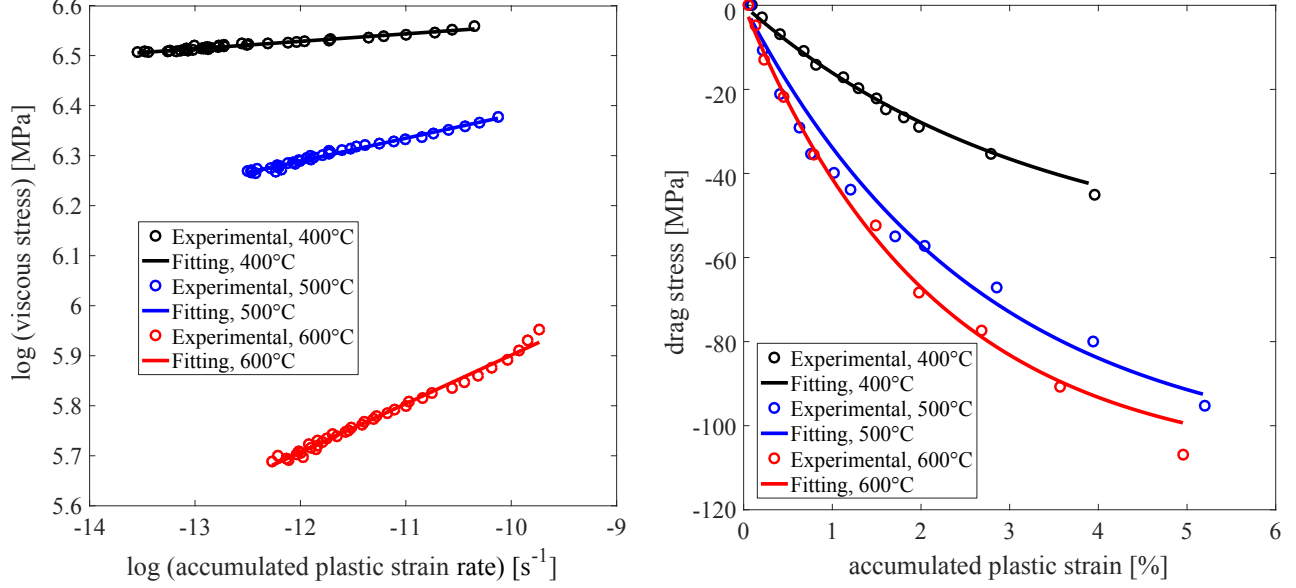 log (viscous stress) [MPa]
6.6
6.5
6.4
6.3
6.2
6.1
6
5.9
5.8
5.7
5.6
Experimental, 400°C
Fitting, 400°C
Experimental, 500°C
Fitting, 500°C
Experimental, 600°C
Fitting, 600°C
-14 -13 -12 -11 -10 -9
log (accumulated plastic strain rate) [s⁻¹]
drag stress [MPa]
0
-20
-40
-60
-80
-100
-120
Experimental, 400°C
Fitting, 400°C
Experimental, 500°C
Fitting, 500°C
Experimental, 600°C
Fitting, 600°C
0 1 2 3 4 5 6
accumulated plastic strain [%]